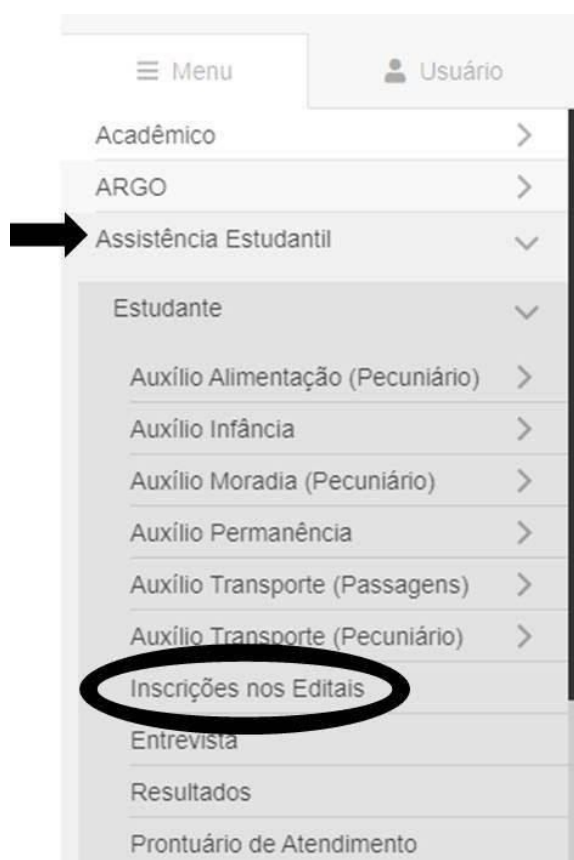 Menu
Usuário
Acadêmico
ARGO
Assistência Estudantil
Estudante
Auxílio Alimentação (Pecuniário)
Auxílio Infância
Auxílio Moradia (Pecuniário)
Auxílio Permanência
Auxílio Transporte (Passagens)
Auxílio Transporte (Pecuniário)
Inscrições nos Editais
Entrevista
Resultados
Prontuário de Atendimento